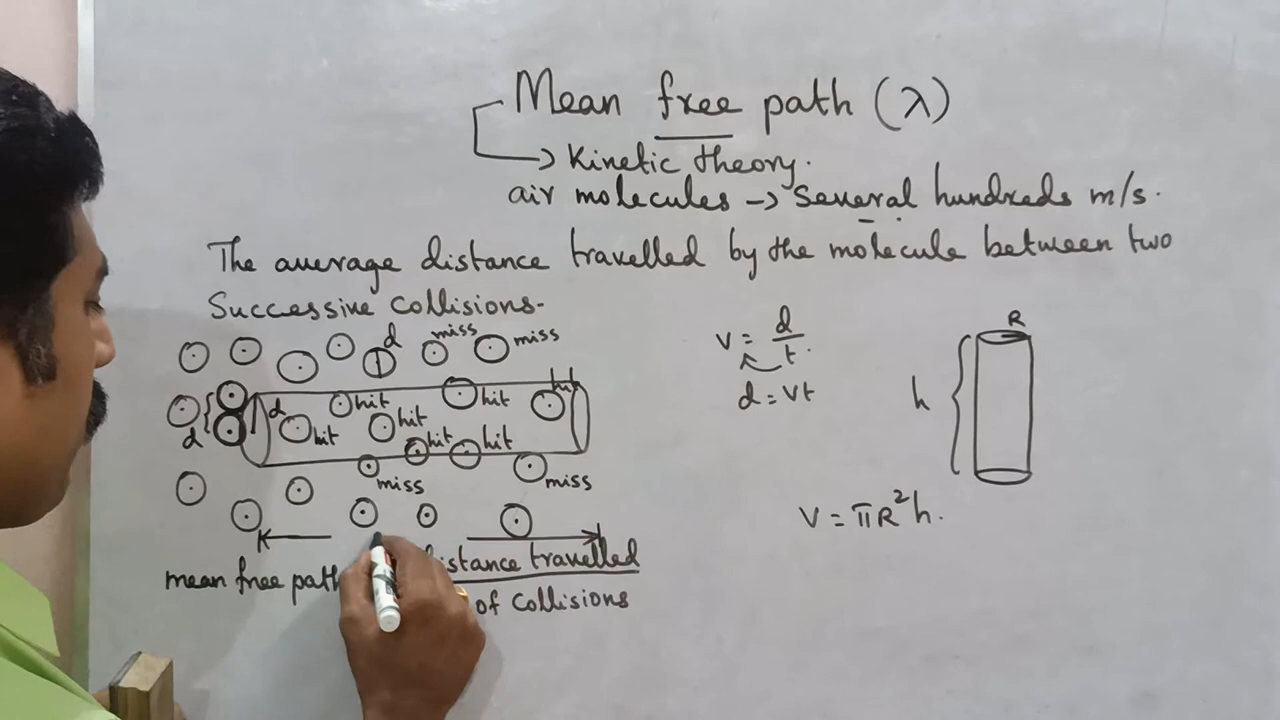 Mean free path (λ)
→ Kinetic theory.
air molecules → Several hundreds m/s.
The average distance travelled by the molecule between two
Successive Collisions-
d miss miss
d d hit hit hit hit hit hit hit
miss miss
mean free path distance travelled
of Collisions
V = d/t.
d = Vt
R
h
V = πR²h.